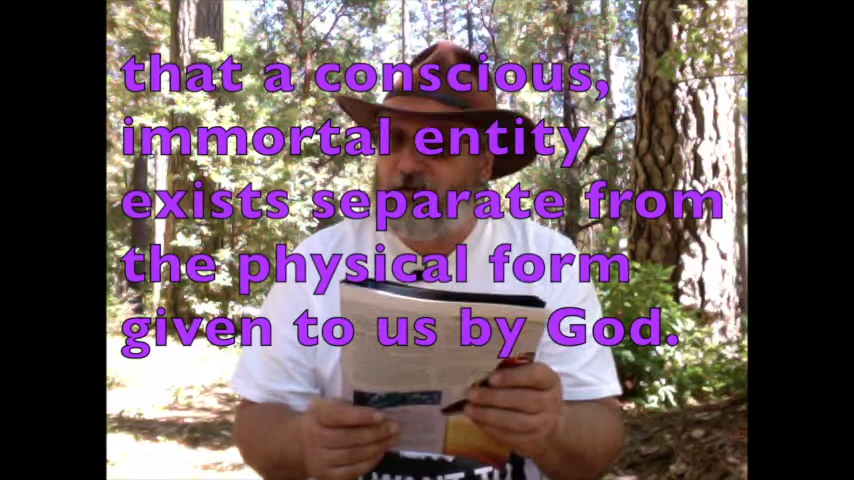 that a conscious,
immortal entity
exists separate from
the physical form
given to us by God.